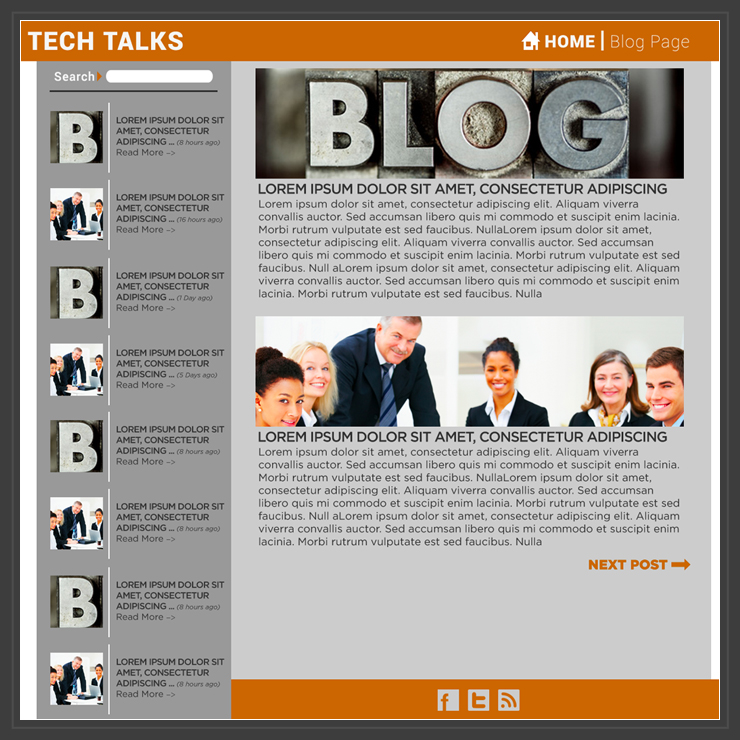 TECH TALKS
HOME | Blog Page
Search
LOREM IPSUM DOLOR SIT
AMET, CONSECTETUR
ADIPISCING ... (8 hours ago)
Read More -->
LOREM IPSUM DOLOR SIT
AMET, CONSECTETUR
ADIPISCING ... (16 hours ago)
Read More -->
LOREM IPSUM DOLOR SIT
AMET, CONSECTETUR
ADIPISCING ... (1 Day ago)
Read More -->
LOREM IPSUM DOLOR SIT
AMET, CONSECTETUR
ADIPISCING ... (5 Days ago)
Read More -->
LOREM IPSUM DOLOR SIT
AMET, CONSECTETUR
ADIPISCING ... (8 hours ago)
Read More -->
LOREM IPSUM DOLOR SIT
AMET, CONSECTETUR
ADIPISCING ... (8 hours ago)
Read More -->
LOREM IPSUM DOLOR SIT
AMET, CONSECTETUR
ADIPISCING ... (8 hours ago)
Read More -->
LOREM IPSUM DOLOR SIT
AMET, CONSECTETUR
ADIPISCING ... (8 hours ago)
Read More -->
B
B
B
B
BLOG
LOREM IPSUM DOLOR SIT AMET, CONSECTETUR ADIPISCING
Lorem ipsum dolor sit amet, consectetur adipiscing elit. Aliquam viverra
convallis auctor. Sed accumsan libero quis mi commodo et suscipit enim lacinia.
Morbi rutrum vulputate est sed faucibus. NullaLorem ipsum dolor sit amet,
consectetur adipiscing elit. Aliquam viverra convallis auctor. Sed accumsan
libero quis mi commodo et suscipit enim lacinia. Morbi rutrum vulputate est sed
faucibus. Null aLorem ipsum dolor sit amet, consectetur adipiscing elit. Aliquam
viverra convallis auctor. Sed accumsan libero quis mi commodo et suscipit enim
lacinia. Morbi rutrum vulputate est sed faucibus. Nulla
LOREM IPSUM DOLOR SIT AMET, CONSECTETUR ADIPISCING
Lorem ipsum dolor sit amet, consectetur adipiscing elit. Aliquam viverra
convallis auctor. Sed accumsan libero quis mi commodo et suscipit enim lacinia.
Morbi rutrum vulputate est sed faucibus. NullaLorem ipsum dolor sit amet,
consectetur adipiscing elit. Aliquam viverra convallis auctor. Sed accumsan
libero quis mi commodo et suscipit enim lacinia. Morbi rutrum vulputate est sed
faucibus. Null aLorem ipsum dolor sit amet, consectetur adipiscing elit. Aliquam
viverra convallis auctor. Sed accumsan libero quis mi commodo et suscipit enim
lacinia. Morbi rutrum vulputate est sed faucibus. Nulla
NEXT POST
f t